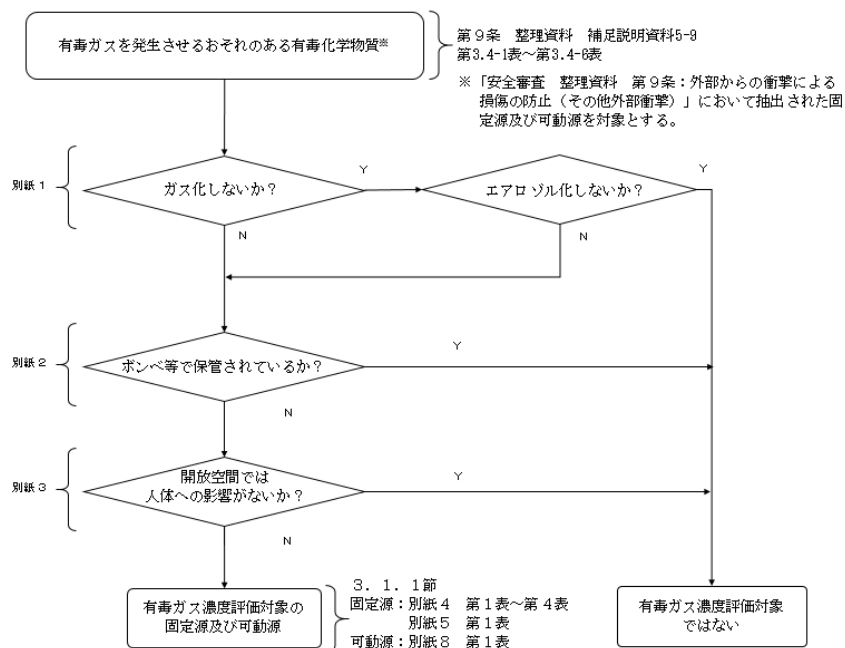 有毒ガスを発生させるおそれのある有毒化学物質※
第９条　整理資料　補足説明資料5-9
第3.4-1表～第3.4-6表
※「安全審査　整理資料　第９条：外部からの衝撃による
損傷の防止（その他外部衝撃）」において抽出された固
定源及び可動源を対象とする。
別紙１
ガス化しないか？
Ｙ
エアロゾル化しないか？
Ｙ
Ｎ
Ｎ
別紙２
ボンベ等で保管されているか？
Ｙ
Ｎ
別紙３
開放空間では
人体への影響がないか？
Ｙ
Ｎ
有毒ガス濃度評価対象の
固定源及び可動源
３．１．１節
固定源：別紙４　第１表～第４表
別紙５　第１表
可動源：別紙８　第１表
有毒ガス濃度評価対象
ではない